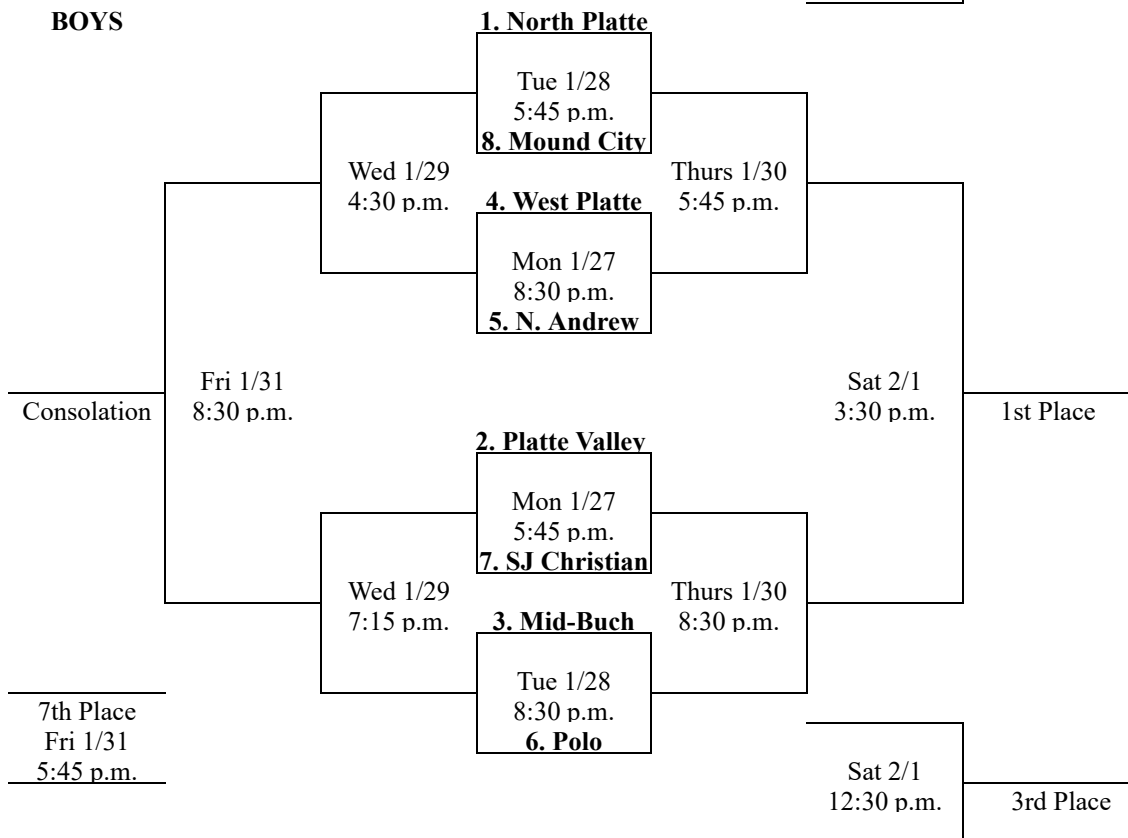 BOYS
1. North Platte
Tue 1/28
5:45 p.m.
8. Mound City
Wed 1/29
4:30 p.m.
Thurs 1/30
5:45 p.m.
4. West Platte
Mon 1/27
8:30 p.m.
5. N. Andrew
Fri 1/31
8:30 p.m.
Consolation
Sat 2/1
3:30 p.m.
1st Place
2. Platte Valley
Mon 1/27
5:45 p.m.
7. SJ Christian
Wed 1/29
7:15 p.m.
Thurs 1/30
8:30 p.m.
3. Mid-Buch
Tue 1/28
8:30 p.m.
6. Polo
7th Place
Fri 1/31
5:45 p.m.
Sat 2/1
12:30 p.m.
3rd Place